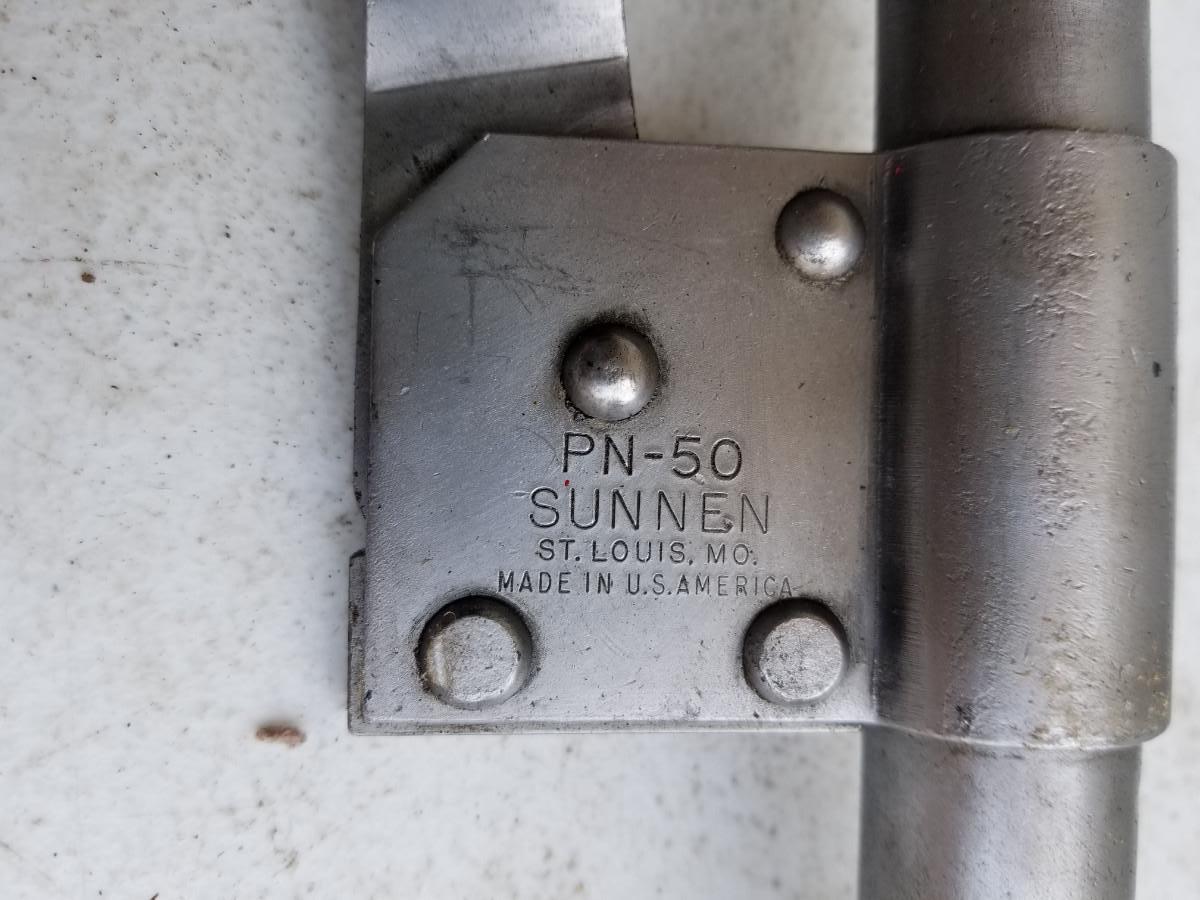 PN-50
SUNNEN
ST. LOUIS, MO.
MADE IN U.S.AMERICA